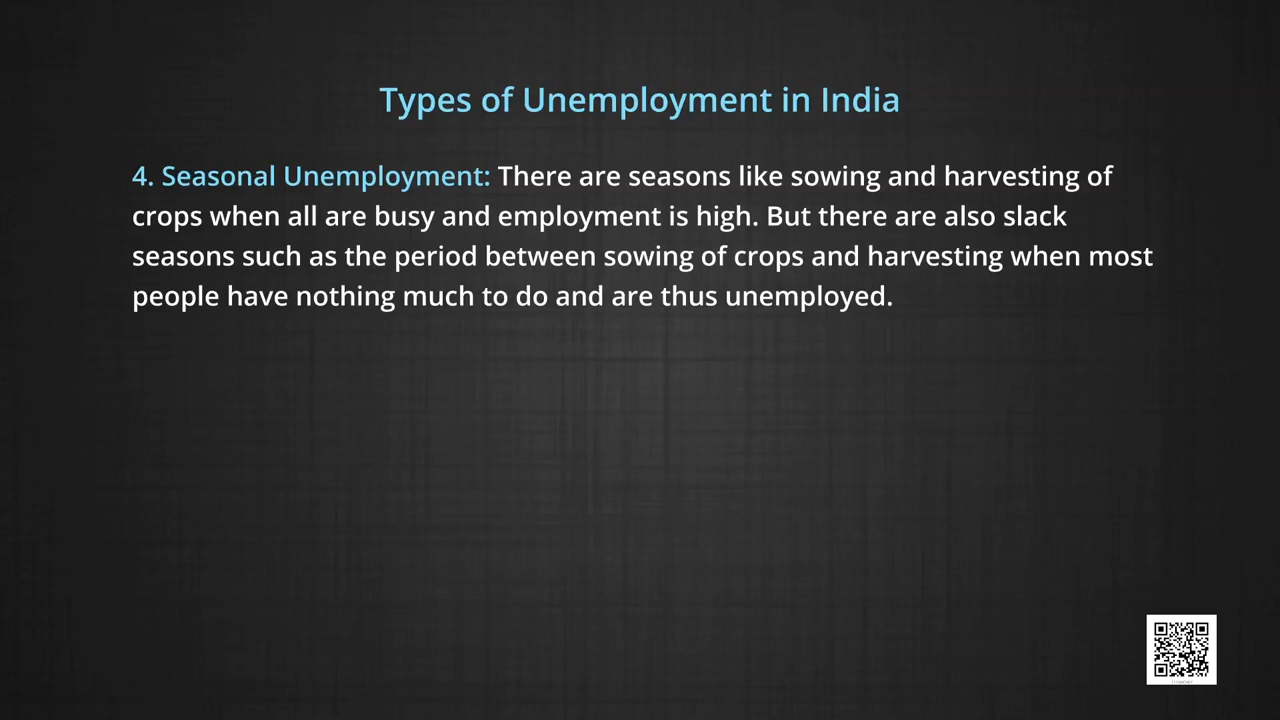 Types of Unemployment in India
4. Seasonal Unemployment: There are seasons like sowing and harvesting of
crops when all are busy and employment is high. But there are also slack
seasons such as the period between sowing of crops and harvesting when most
people have nothing much to do and are thus unemployed.